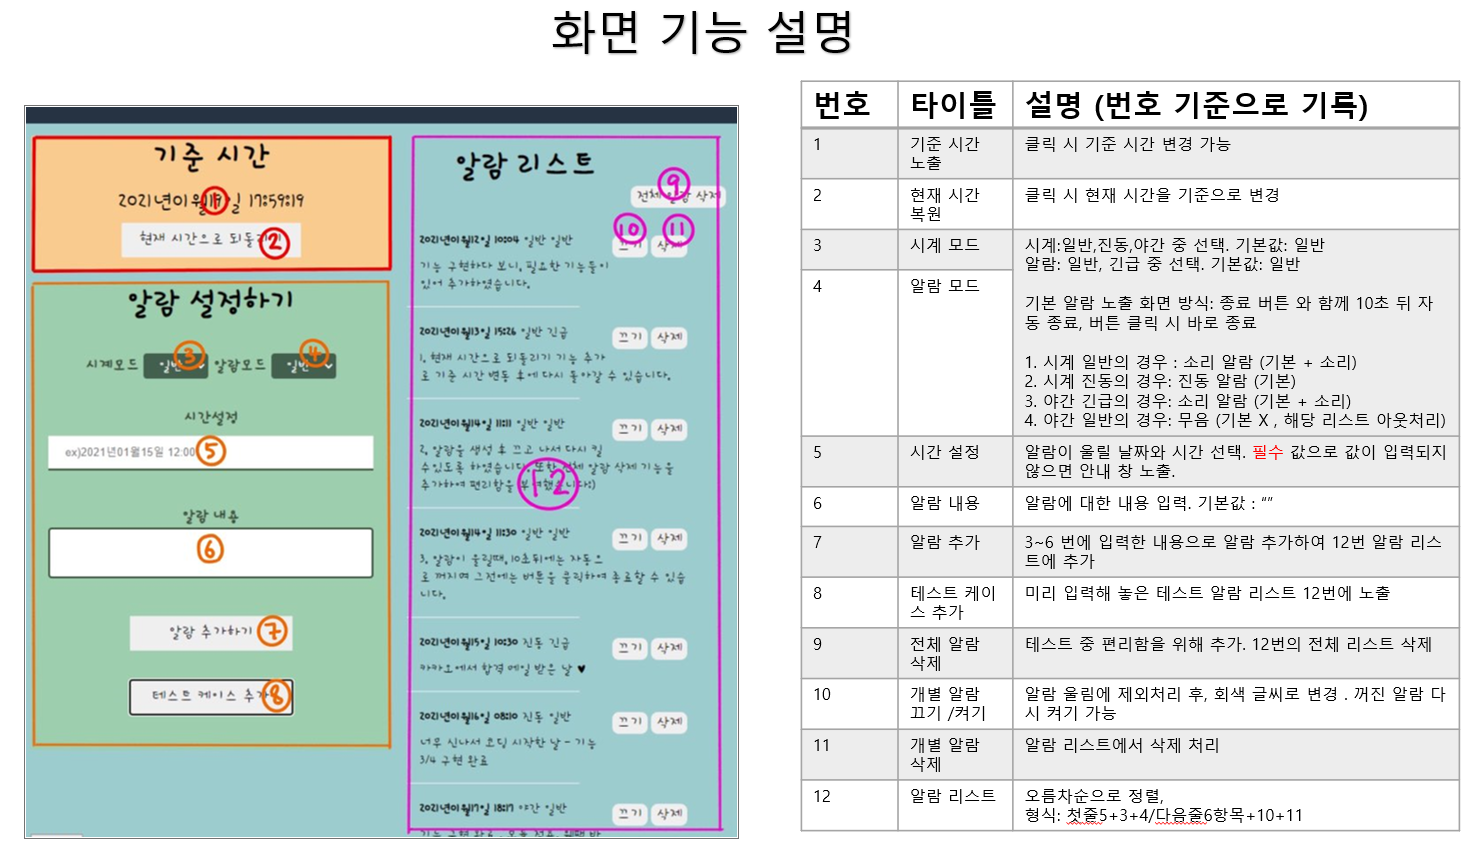 화면 기능 설명
기준 시간
2021년01월19일 17:59:19
현재 시간으로 되돌리기
알람 설정하기
시계모드 일반 알람모드 일반
시간설정
ex)2021년01월15일 12:00
알람 내용
알람 추가하기
테스트 케이스 추가
1
2
3
4
5
6
7
8
알람 리스트
전체 알람 삭제
9
10
11
12
2021년01월12일 10:04 일반 일반
끄기 삭제
기능 구현하다 보니, 필요한 기능들이
있어 추가하였습니다.
2021년01월13일 15:26 일반 긴급
끄기 삭제
1. 현재 시간으로 되돌리기 기능 추가
로 기준 시간 변동 후에 다시 돌아갈 수 있습니다.
2021년01월14일 11:11 일반 일반
끄기 삭제
2. 알람을 생성 후 끄고 나서 다시 킬
수있도록 하였습니다. 또한 전체 알람 삭제 기능을
추가하여 편리함을 부여했습니다:)
2021년01월14일 11:30 일반 일반
끄기 삭제
3. 알람이 울릴때, 10초뒤에는 자동으
로 꺼지며 그전에는 버튼을 클릭하여 종료할 수 있습
니다.
2021년01월15일 10:30 진동 긴급
끄기 삭제
카카오에서 합격 메일 받은 날 ♥
2021년01월16일 08:10 진동 일반
끄기 삭제
너무 신나서 코딩 시작한 날 - 기능
3/4 구현 완료
2021년01월17일 18:17 야간 일반
끄기 삭제
번호 타이틀 설명 (번호 기준으로 기록)
1 기준 시간 클릭 시 기준 시간 변경 가능
노출
2 현재 시간 클릭 시 현재 시간을 기준으로 변경
복원
3 시계 모드 시계:일반,진동,야간 중 선택. 기본값: 일반
알람: 일반, 긴급 중 선택. 기본값: 일반
4 알람 모드
기본 알람 노출 화면 방식: 종료 버튼 와 함께 10초 뒤 자
동 종료, 버튼 클릭 시 바로 종료
1. 시계 일반의 경우 : 소리 알람 (기본 + 소리)
2. 시계 진동의 경우: 진동 알람 (기본)
3. 야간 긴급의 경우: 소리 알람 (기본 + 소리)
4. 야간 일반의 경우: 무음 (기본 X , 해당 리스트 아웃처리)
5 시간 설정 알람이 울릴 날짜와 시간 선택. 필수 값으로 값이 입력되지
않으면 안내 창 노출.
6 알람 내용 알람에 대한 내용 입력. 기본값 : “”
7 알람 추가 3~6 번에 입력한 내용으로 알람 추가하여 12번 알람 리스
트에 추가
8 테스트 케이 미리 입력해 놓은 테스트 알람 리스트 12번에 노출
스 추가
9 전체 알람 테스트 중 편리함을 위해 추가. 12번의 전체 리스트 삭제
삭제
10 개별 알람 알람 울림에 제외처리 후, 회색 글씨로 변경 . 꺼진 알람 다
끄기 /켜기 시 켜기 가능
11 개별 알람 알람 리스트에서 삭제 처리
삭제
12 알람 리스트 오름차순으로 정렬,
형식: 첫줄5+3+4/다음줄6항목+10+11